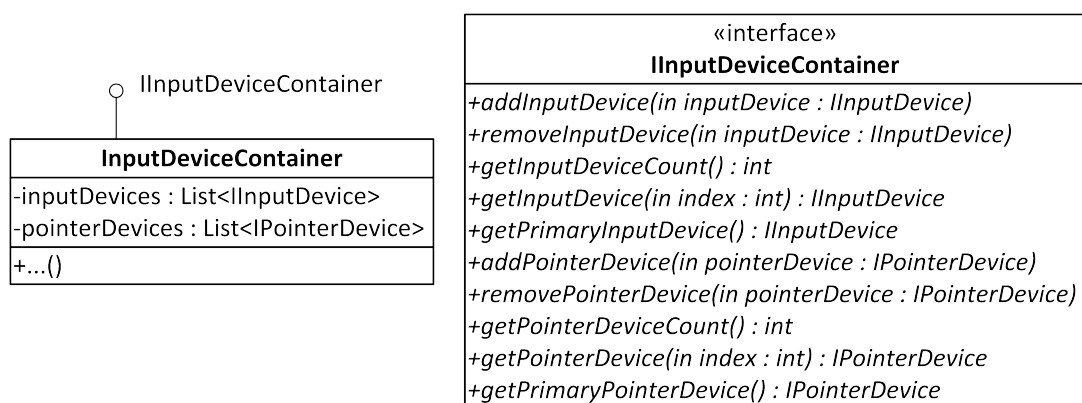 IInputDeviceContainer
InputDeviceContainer
-inputDevices : List<IInputDevice>
-pointerDevices : List<IPointerDevice>
+...()
«interface»
IInputDeviceContainer
+addInputDevice(in inputDevice : IInputDevice)
+removeInputDevice(in inputDevice : IInputDevice)
+getInputDeviceCount() : int
+getInputDevice(in index : int) : IInputDevice
+getPrimaryInputDevice() : IInputDevice
+addPointerDevice(in pointerDevice : IPointerDevice)
+removePointerDevice(in pointerDevice : IPointerDevice)
+getPointerDeviceCount() : int
+getPointerDevice(in index : int) : IPointerDevice
+getPrimaryPointerDevice() : IPointerDevice